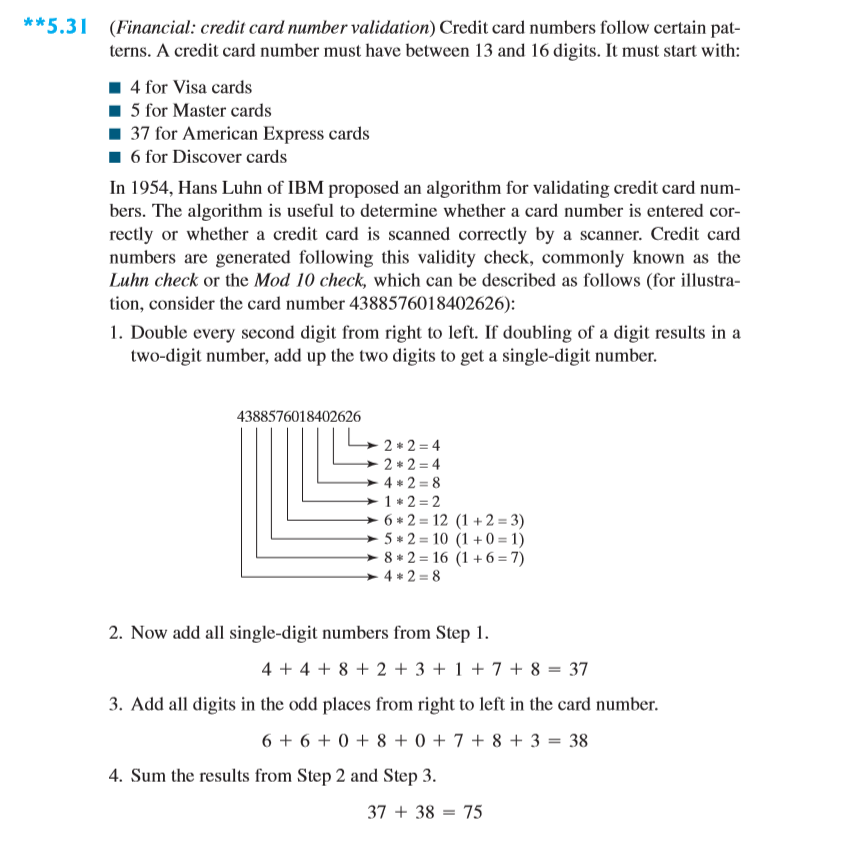 **5.31 (Financial: credit card number validation) Credit card numbers follow certain pat-
terns. A credit card number must have between 13 and 16 digits. It must start with:
■ 4 for Visa cards
■ 5 for Master cards
■ 37 for American Express cards
■ 6 for Discover cards
In 1954, Hans Luhn of IBM proposed an algorithm for validating credit card num-
bers. The algorithm is useful to determine whether a card number is entered cor-
rectly or whether a credit card is scanned correctly by a scanner. Credit card
numbers are generated following this validity check, commonly known as the
Luhn check or the Mod 10 check, which can be described as follows (for illustra-
tion, consider the card number 4388576018402626):
1. Double every second digit from right to left. If doubling of a digit results in a
two-digit number, add up the two digits to get a single-digit number.
4388576018402626
2 * 2 = 4
2 * 2 = 4
4 * 2 = 8
1 * 2 = 2
6 * 2 = 12 (1 + 2 = 3)
5 * 2 = 10 (1 + 0 = 1)
8 * 2 = 16 (1 + 6 = 7)
4 * 2 = 8
2. Now add all single-digit numbers from Step 1.
4 + 4 + 8 + 2 + 3 + 1 + 7 + 8 = 37
3. Add all digits in the odd places from right to left in the card number.
6 + 6 + 0 + 8 + 0 + 7 + 8 + 3 = 38
4. Sum the results from Step 2 and Step 3.
37 + 38 = 75